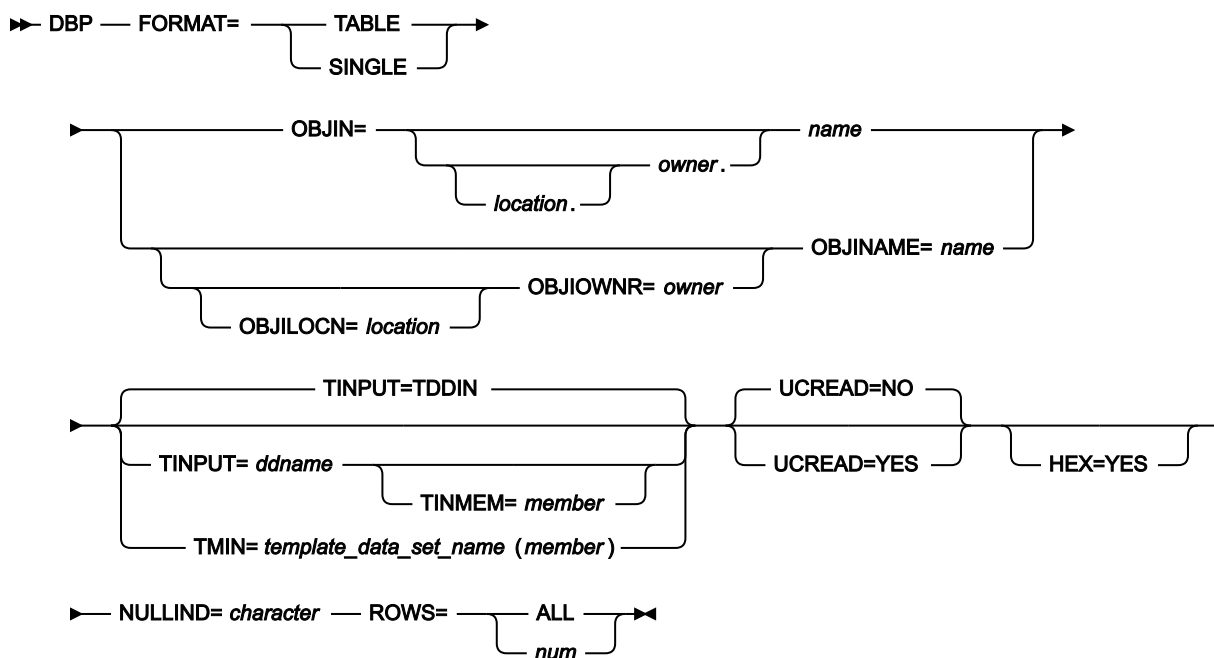 DBP FORMAT= TABLE
SINGLE
OBJIN= name
owner .
location .
OBJINAME= name
OBJIOWNR= owner
OBJILOCN= location
TINPUT=TDDIN UCREAD=NO
TINPUT= ddname UCREAD=YES HEX=YES
TINMEM= member
TMIN= template_data_set_name ( member )
NULLIND= character ROWS= ALL
num